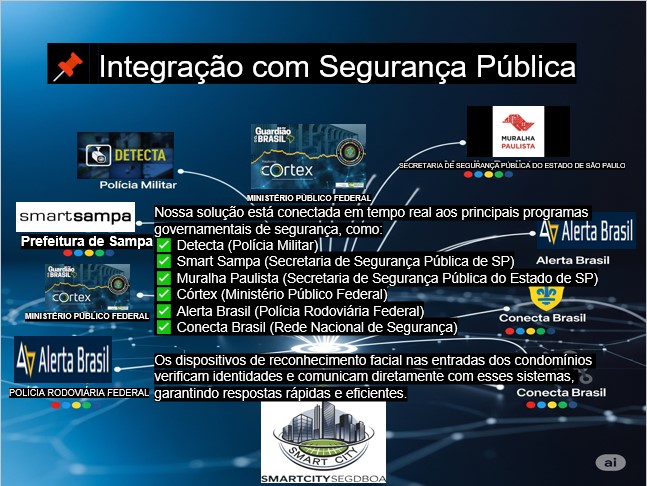 Integração com Segurança Pública
DETECTA
Polícia Militar
Guardião
BRASIL
córtex
MINISTÉRIO PÚBLICO FEDERAL
MURALHA
PAULISTA
SECRETARIA DE SEGURANÇA PÚBLICA DO ESTADO DE SÃO PAULO
smartsampa
Prefeitura de Sampa
Nossa solução está conectada em tempo real aos principais programas
governamentais de segurança, como:
Detecta (Polícia Militar)
Smart Sampa (Secretaria de Segurança Pública de SP)
Muralha Paulista (Secretaria de Segurança Pública do Estado de SP)
Córtex (Ministério Público Federal)
Alerta Brasil (Polícia Rodoviária Federal)
Conecta Brasil (Rede Nacional de Segurança)
Alerta Brasil
Alerta Brasil
Guardião
BRASIL
córtex
MINISTÉRIO PÚBLICO FEDERAL
Conecta Brasil
Alerta Brasil
POLÍCIA RODOVIÁRIA FEDERAL
Os dispositivos de reconhecimento facial nas entradas dos condomínios
verificam identidades e comunicam diretamente com esses sistemas,
garantindo respostas rápidas e eficientes.
Conecta Brasil
SMART CITY
SMARTCITYSEGDBOA
ai